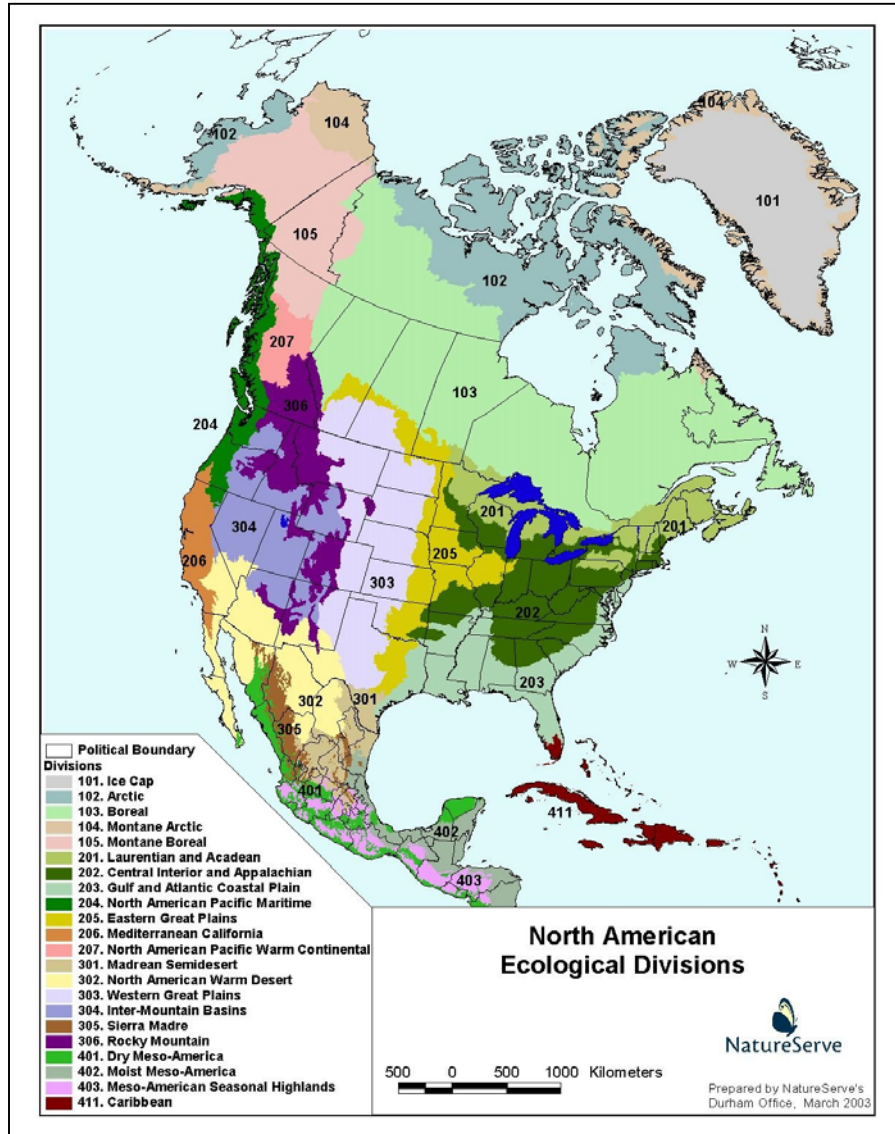 104
102
104
101
105
102
207
103
306
204
201
201
304
205
206
303
202
203
302
301
305
401
402
411
403
N
W E
S
Political Boundary
Divisions
101. Ice Cap
102. Arctic
103. Boreal
104. Montane Arctic
105. Montane Boreal
201. Laurentian and Acadean
202. Central Interior and Appalachian
203. Gulf and Atlantic Coastal Plain
204. North American Pacific Maritime
205. Eastern Great Plains
206. Mediterranean California
207. North American Pacific Warm Continental
301. Madrean Semidesert
302. North American Warm Desert
303. Western Great Plains
304. Inter-Mountain Basins
305. Sierra Madre
306. Rocky Mountain
401. Dry Meso-America
402. Moist Meso-America
403. Meso-American Seasonal Highlands
411. Caribbean
North American
Ecological Divisions
NatureServe
500 0 500 1000 Kilometers
Prepared by NatureServe's
Durham Office, March 2003